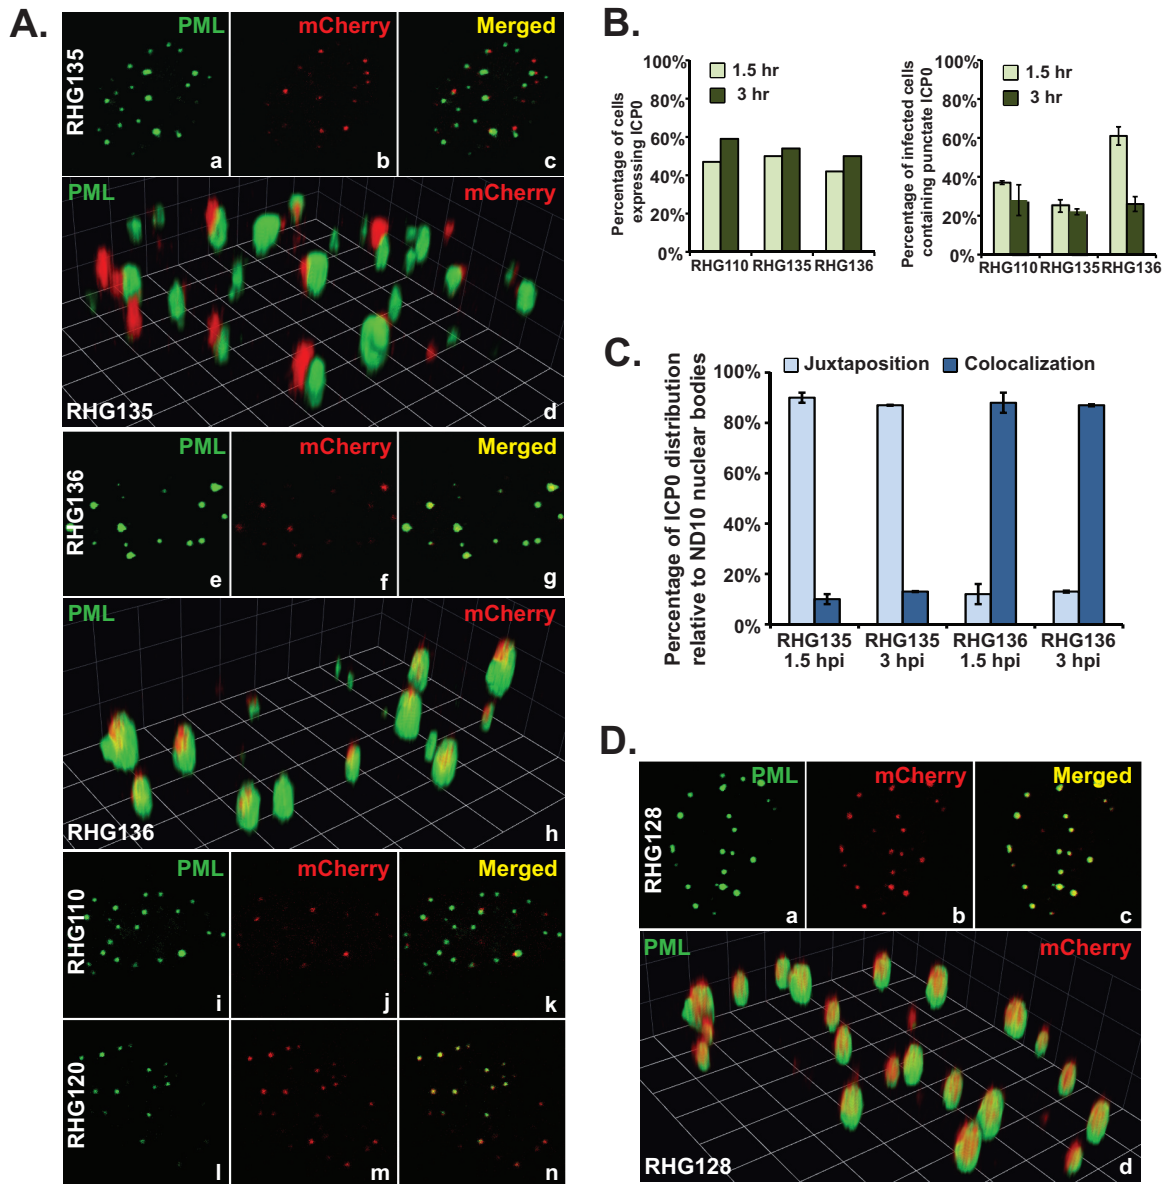 A.
PML mCherry Merged
RHG135
a b c
PML mCherry
RHG135 d
PML mCherry Merged
RHG136
e f g
PML mCherry
RHG136 h
PML mCherry Merged
RHG110
i j k
RHG120
l m n
B.
100%
80%
60%
40%
20%
0%
Percentage of cells
expressing ICP0
1.5 hr
3 hr
RHG110 RHG135 RHG136
100%
80%
60%
40%
20%
0%
Percentage of infected cells
containing punctate ICP0
1.5 hr
3 hr
RHG110 RHG135 RHG136
C.
Juxtaposition Colocalization
100%
80%
60%
40%
20%
0%
Percentage of ICP0 distribution
relative to ND10 nuclear bodies
RHG135 RHG135 RHG136 RHG136
1.5 hpi 3 hpi 1.5 hpi 3 hpi
D.
PML mCherry Merged
RHG128
a b c
PML mCherry
RHG128 d